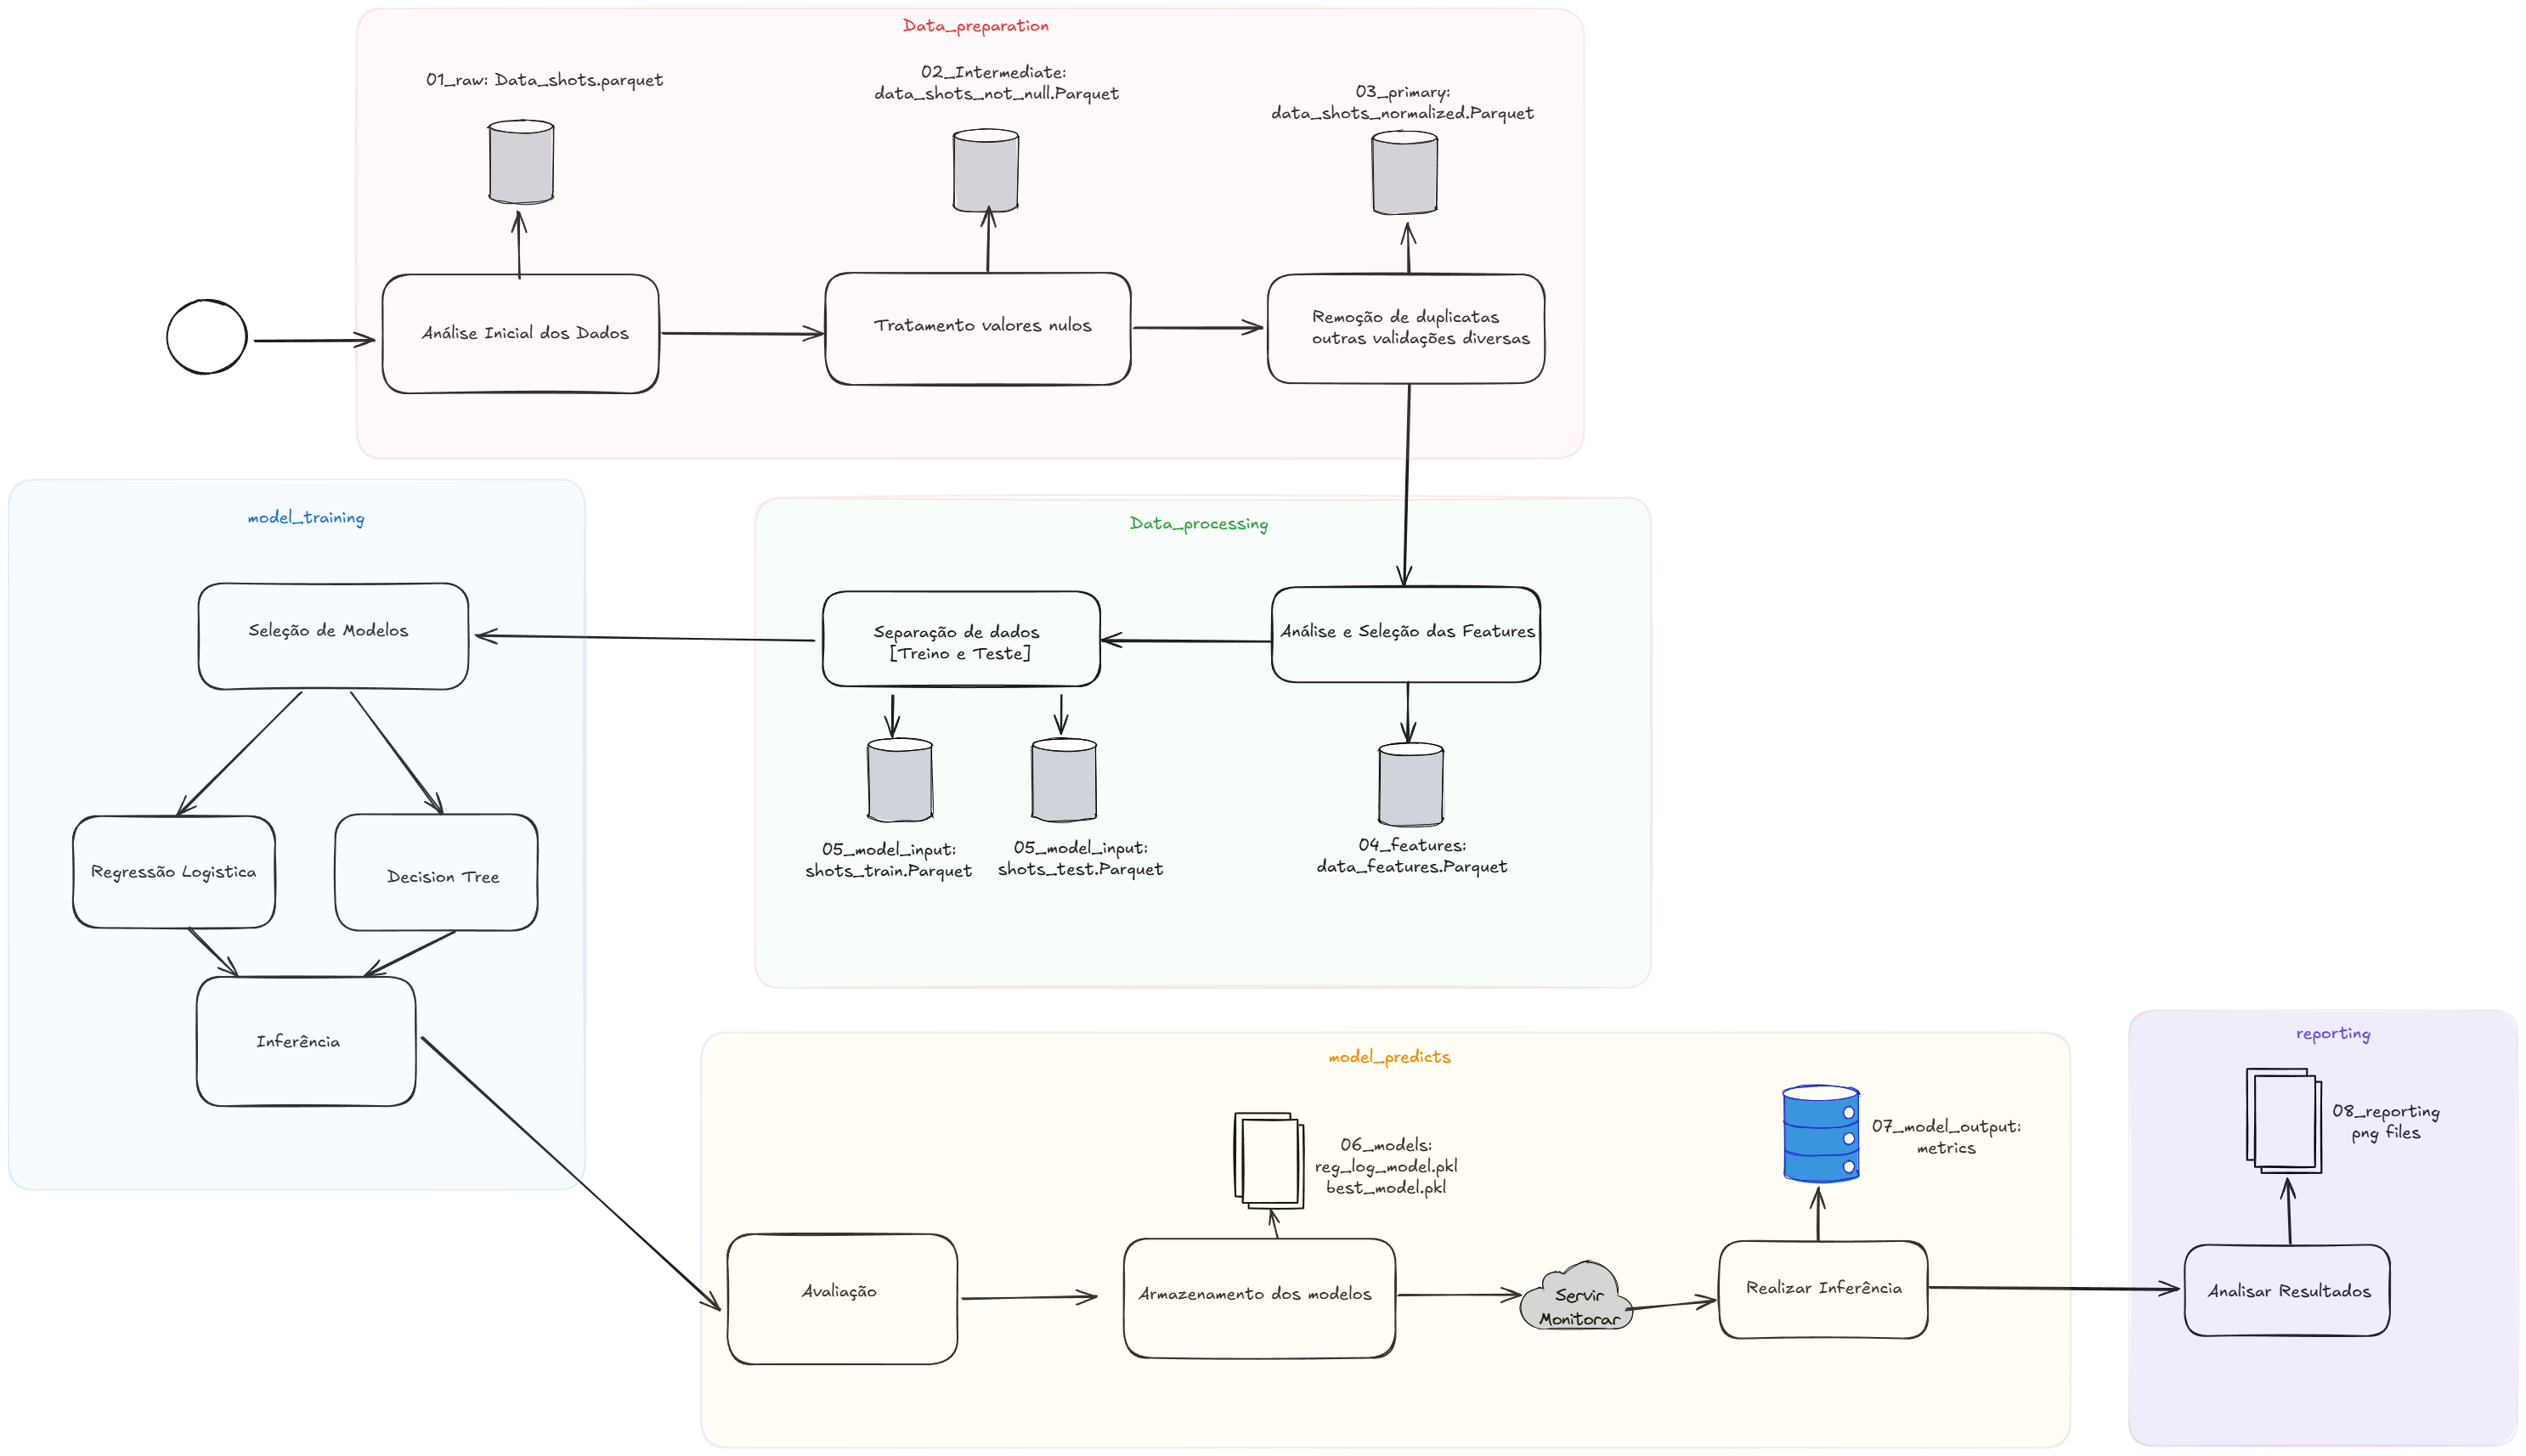 Data_preparation
01_raw: Data_shots.parquet
02_Intermediate:
data_shots_not_null.Parquet
03_primary:
data_shots_normalized.Parquet
Análise Inicial dos Dados
Tratamento valores nulos
Remoção de duplicatas
outras validações diversas
Data_processing
Análise e Seleção das Features
04_features:
data_features.Parquet
Separação de dados
[Treino e Teste]
05_model_input:
shots_train.Parquet
05_model_input:
shots_test.Parquet
model_training
Seleção de Modelos
Regressão Logistica
Decision Tree
Inferência
model_predicts
Avaliação
06_models:
reg_log_model.pkl
best_model.pkl
Armazenamento dos modelos
Servir
Monitorar
07_model_output:
metrics
Realizar Inferência
reporting
08_reporting
png files
Analisar Resultados